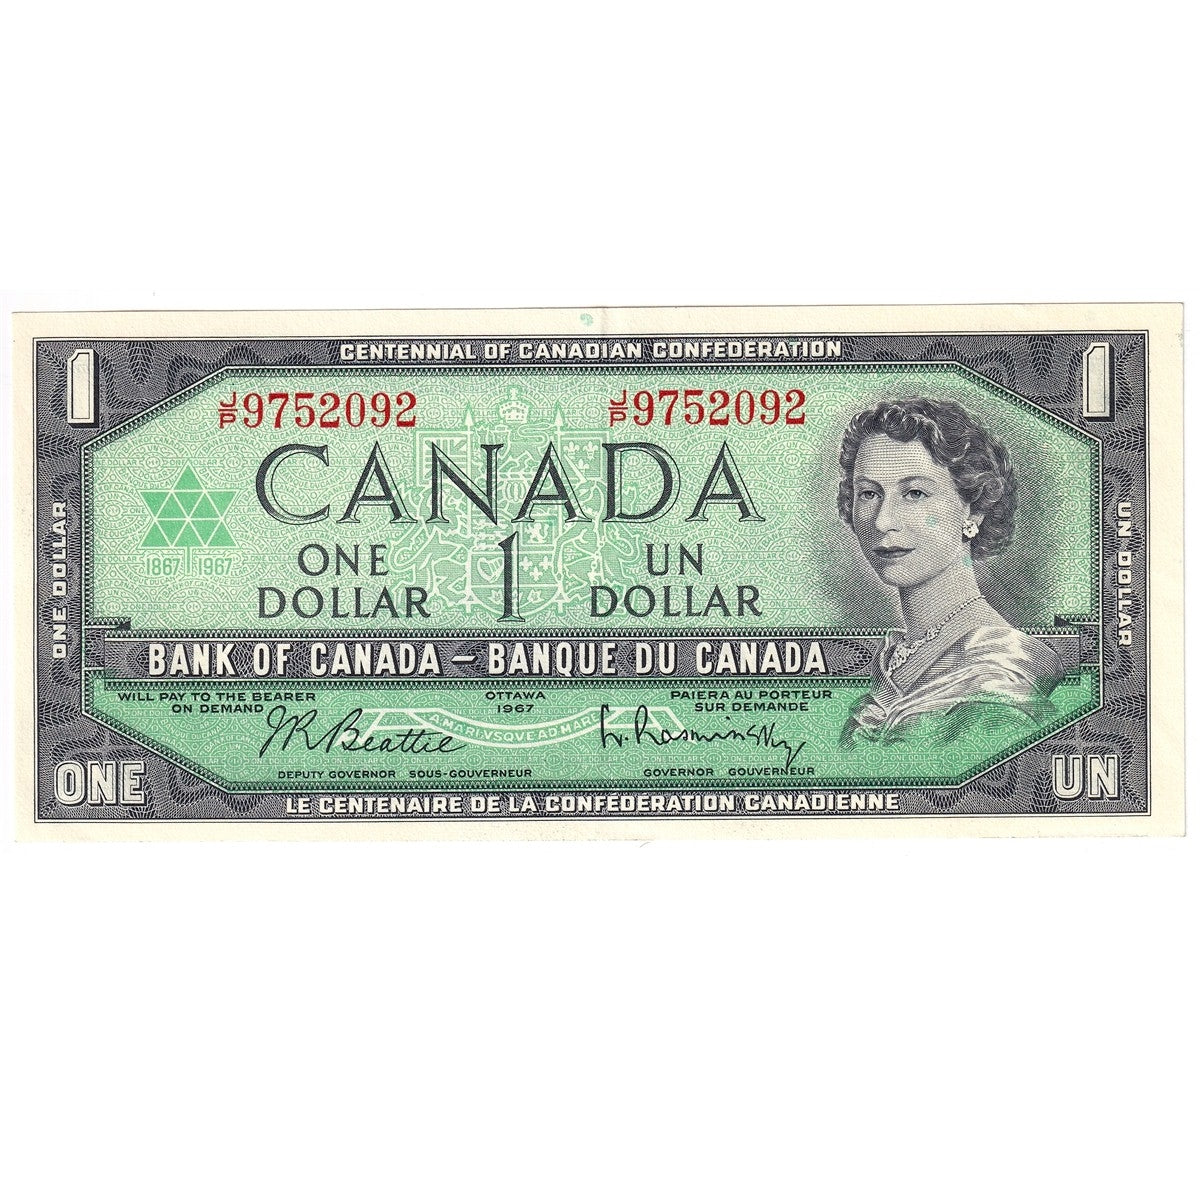 CENTENNIAL OF CANADIAN CONFEDERATION
1
1
J/P 9752092
J/P 9752092
CANADA
1867 1967
ONE DOLLAR
1
UN DOLLAR
ONE DOLLAR
UN DOLLAR
BANK OF CANADA – BANQUE DU CANADA
WILL PAY TO THE BEARER ON DEMAND
OTTAWA 1967
PAIERA AU PORTEUR SUR DEMANDE
A MARI VSQVE AD MARE
J R Beattie
L. Rasminsky
DEPUTY GOVERNOR SOUS-GOUVERNEUR
GOVERNOR GOUVERNEUR
ONE
UN
LE CENTENAIRE DE LA CONFÉDÉRATION CANADIENNE